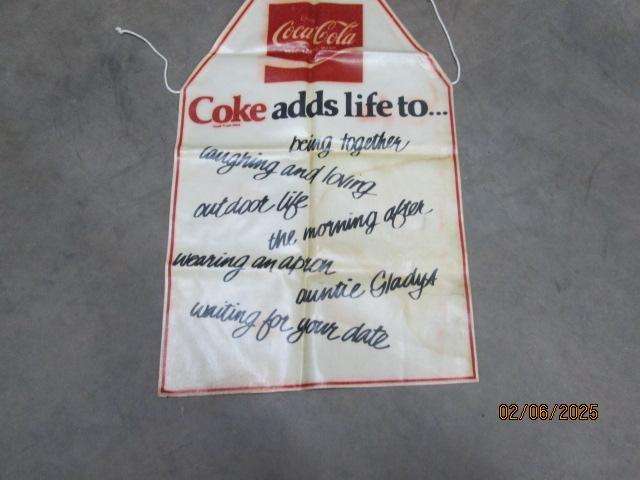 Coca-Cola
Coke adds life to...
being together
laughing and loving
outdoor life
the morning after
wearing an apron
auntie Gladys
waiting for your date
02/06/2025